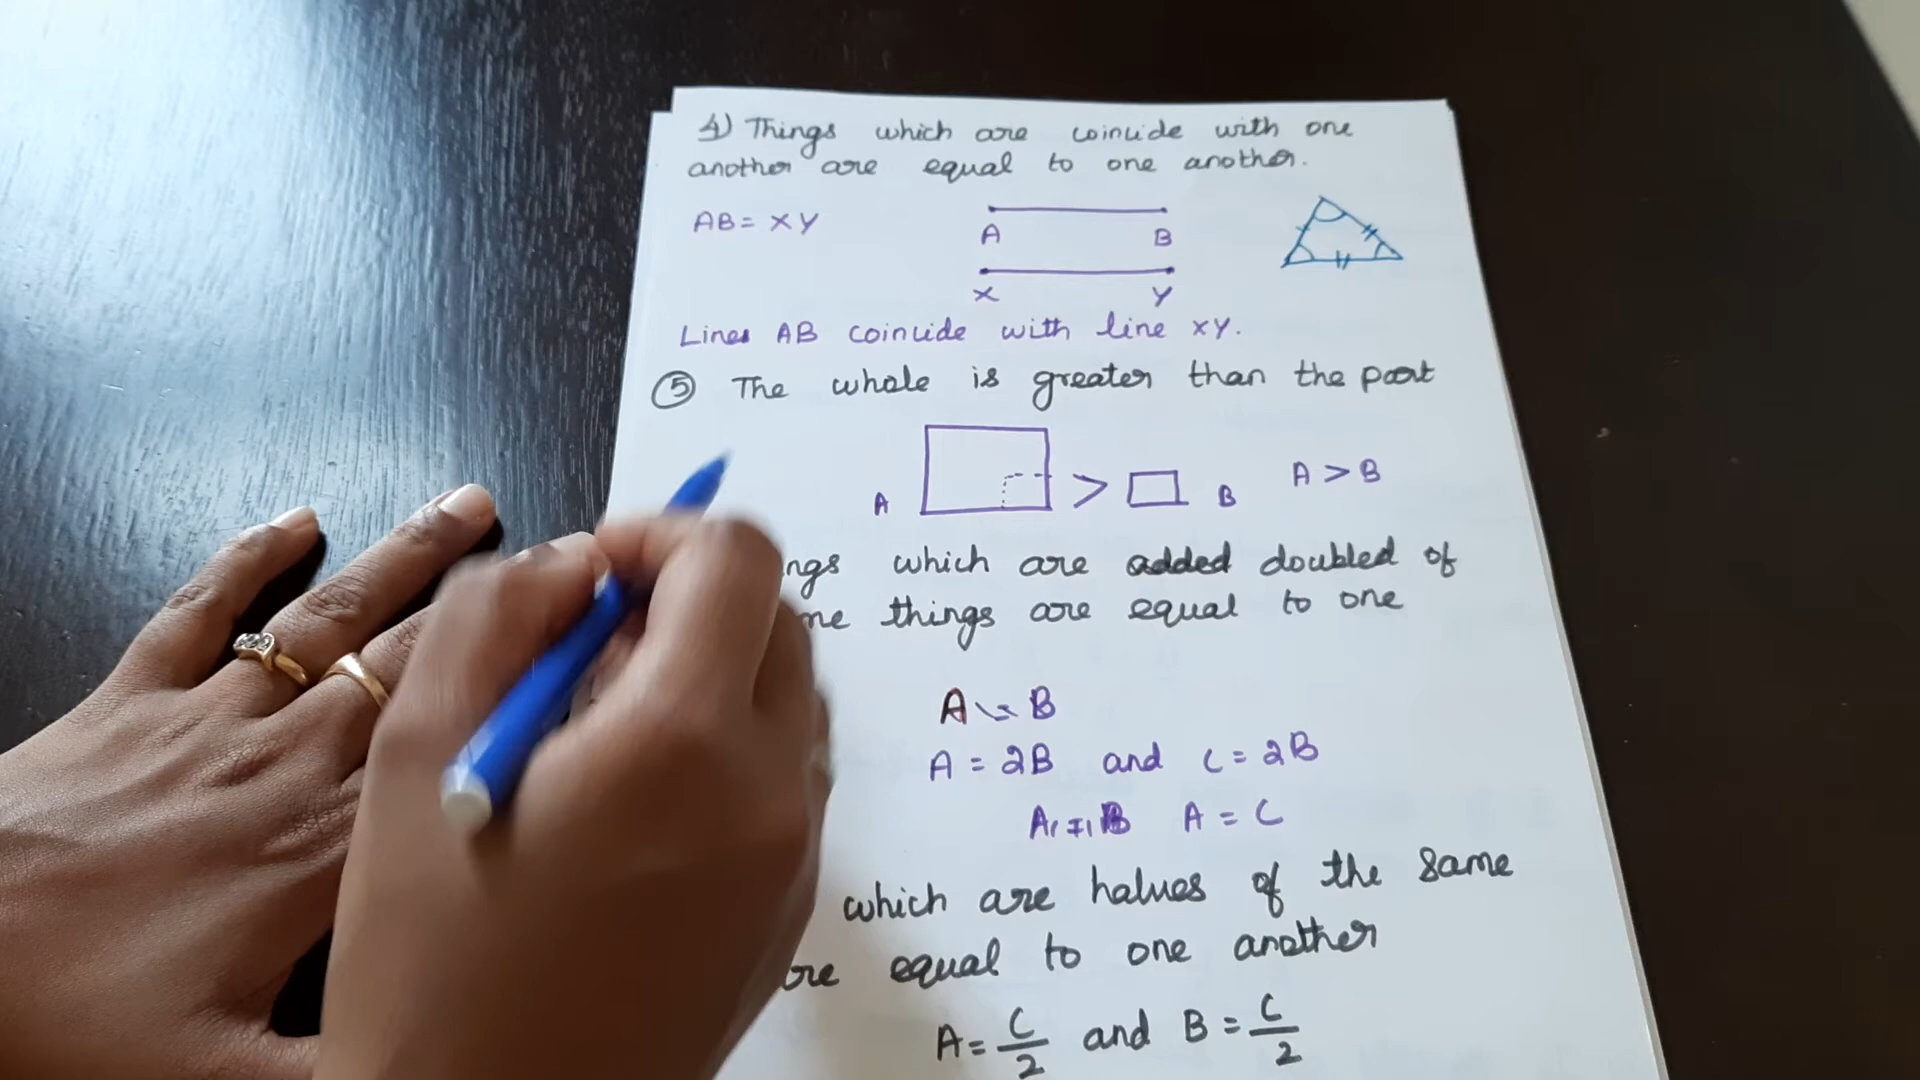 4) Things which are coincide with one
another are equal to one another.
AB = XY
A B
X Y
Lines AB coincide with line XY.
5 The whole is greater than the part
A > B A > B
which are added doubled of
things are equal to one
A = B
A = 2B and C = 2B
A = C
which are halves of the same
equal to one another
A = C/2 and B = C/2